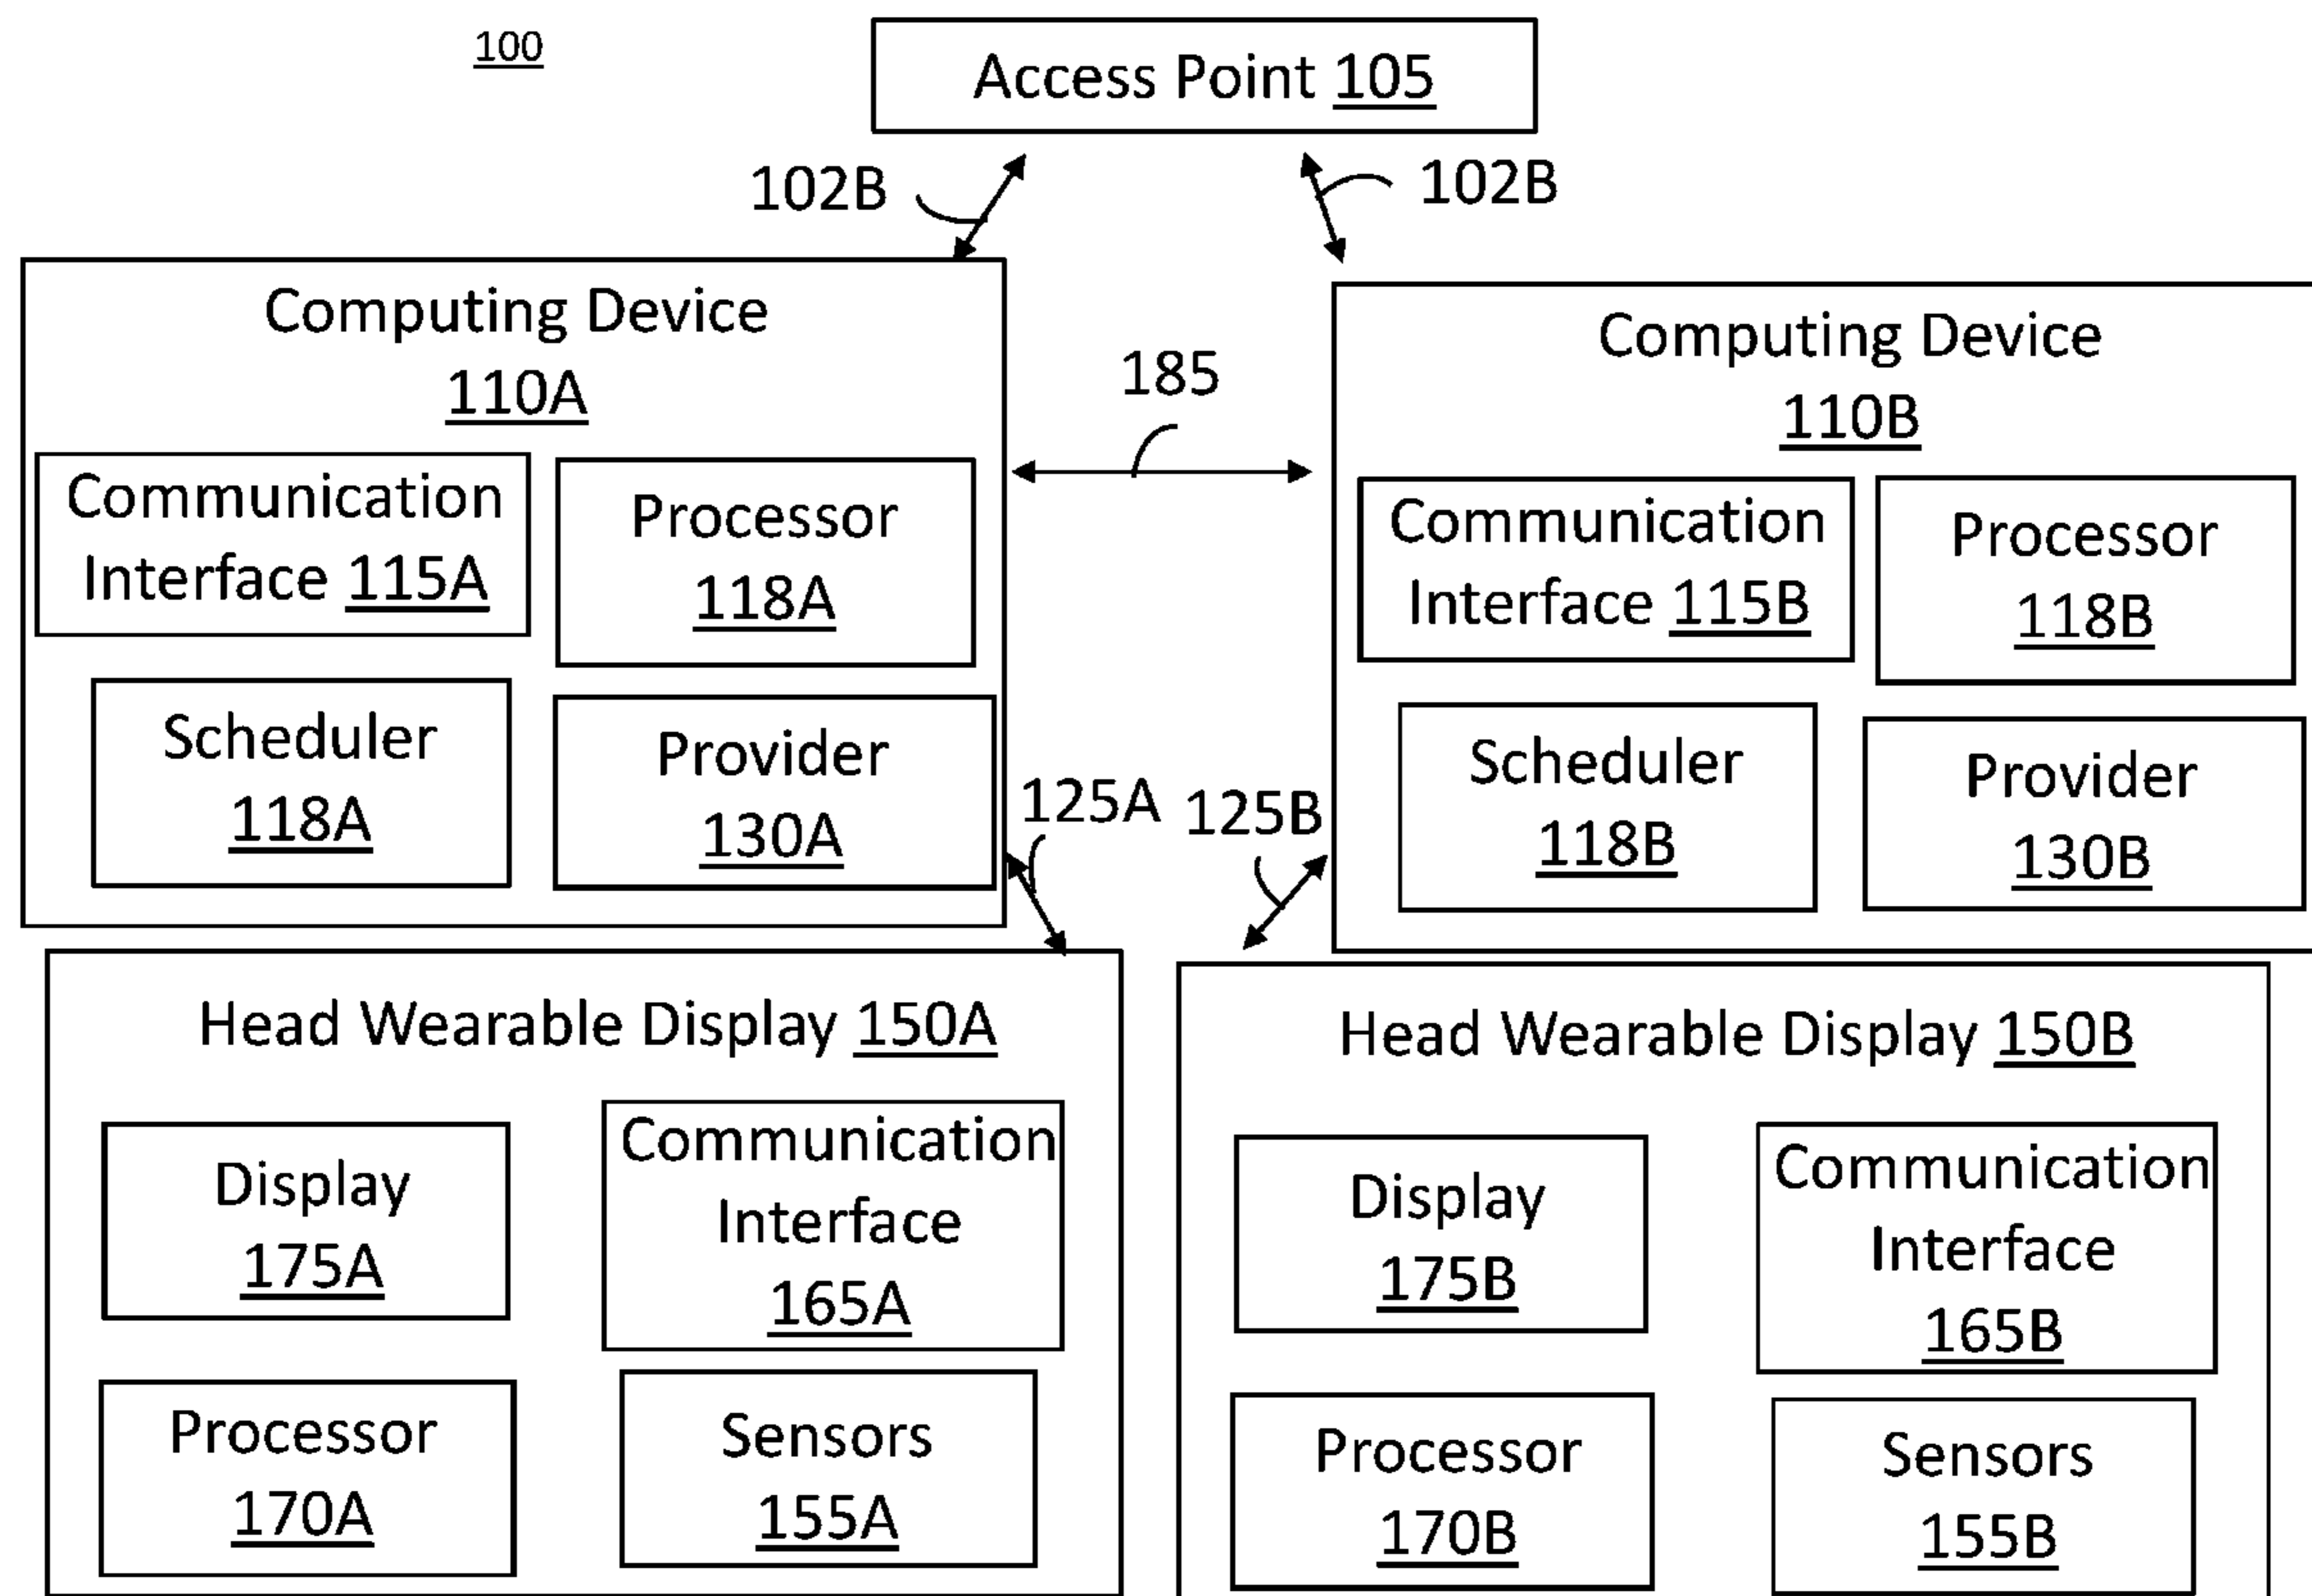 100
Access Point 105
102B
102B
Computing Device
110A
Communication
Interface 115A
Processor
118A
Scheduler
118A
Provider
130A
185
Computing Device
110B
Communication
Interface 115B
Processor
118B
Scheduler
118B
Provider
130B
125A
125B
Head Wearable Display 150A
Display
175A
Communication
Interface
165A
Processor
170A
Sensors
155A
Head Wearable Display 150B
Display
175B
Communication
Interface
165B
Processor
170B
Sensors
155B